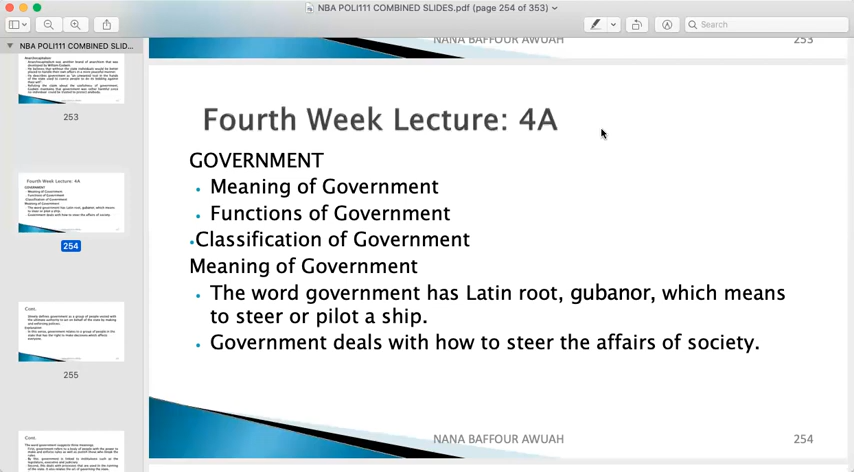 NBA POLI111 COMBINED SLIDES.pdf (page 254 of 353)
Search
NBA POLI111 COMBINED SLID...
253
254
255
NANA BAFFOUR AWUAH
253
Fourth Week Lecture: 4A
GOVERNMENT
• Meaning of Government
• Functions of Government
•Classification of Government
Meaning of Government
• The word government has Latin root, gubanor, which means
to steer or pilot a ship.
• Government deals with how to steer the affairs of society.
NANA BAFFOUR AWUAH
254